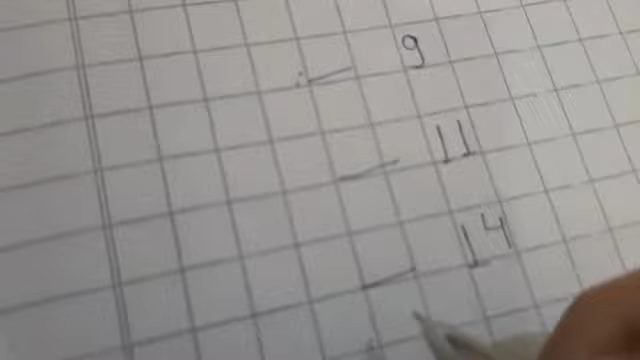 – 9
– 11
– 14